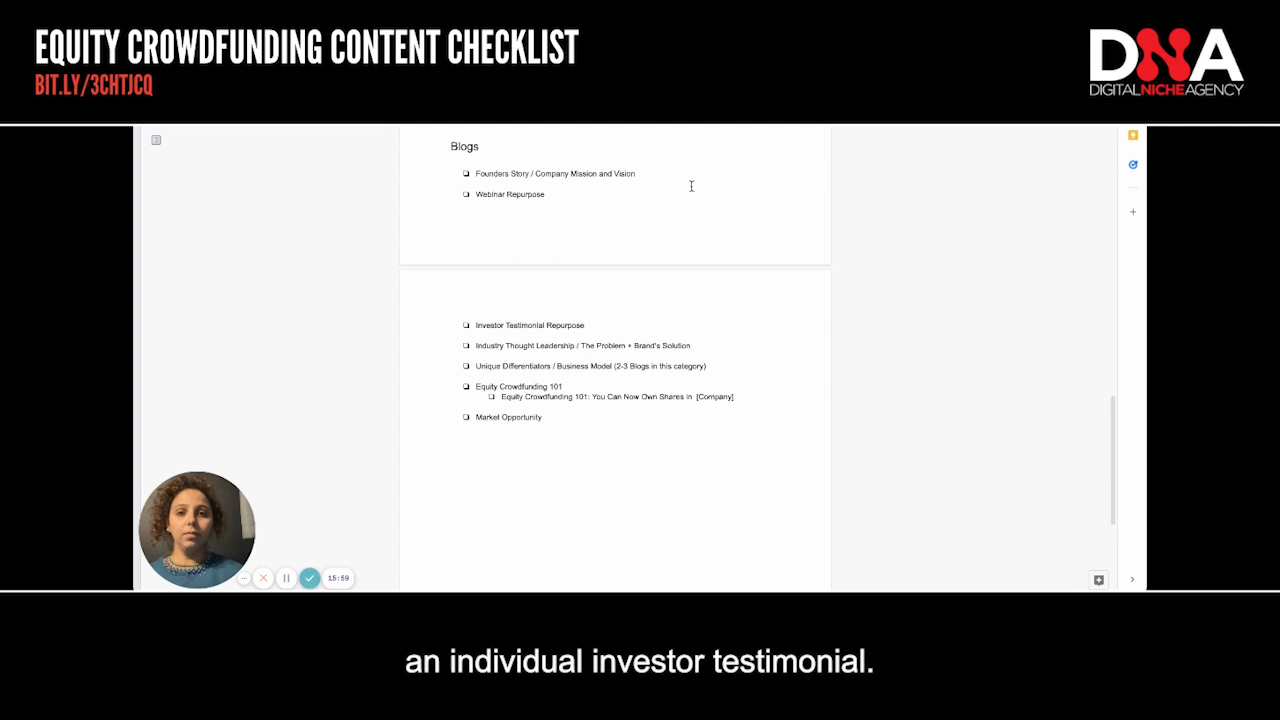 EQUITY CROWDFUNDING CONTENT CHECKLIST
BIT.LY/3CHTJCQ
DNA
DIGITALNICHEAGENCY
Blogs
Founders Story / Company Mission and Vision
Webinar Repurpose
Investor Testimonial Repurpose
Industry Thought Leadership / The Problem + Brand's Solution
Unique Differentiators / Business Model (2-3 Blogs in this category)
Equity Crowdfunding 101
Equity Crowdfunding 101: You Can Now Own Shares In [Company]
Market Opportunity
15:59
an individual investor testimonial.